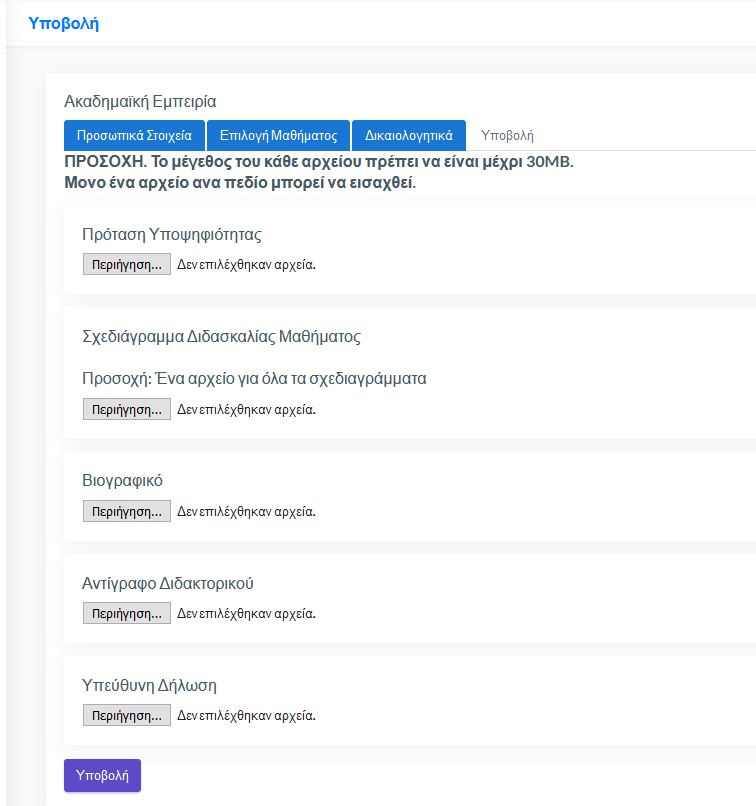 Υποβολή
Ακαδημαϊκή Εμπειρία
Προσωπικά Στοιχεία Επιλογή Μαθήματος Δικαιολογητικά Υποβολή
ΠΡΟΣΟΧΗ. Το μέγεθος του κάθε αρχείου πρέπει να είναι μέχρι 30MB.
Μονο ένα αρχείο ανα πεδίο μπορεί να εισαχθεί.
Πρόταση Υποψηφιότητας
Περιήγηση... Δεν επιλέχθηκαν αρχεία.
Σχεδιάγραμμα Διδασκαλίας Μαθήματος
Προσοχή: Ένα αρχείο για όλα τα σχεδιαγράμματα
Περιήγηση... Δεν επιλέχθηκαν αρχεία.
Βιογραφικό
Περιήγηση... Δεν επιλέχθηκαν αρχεία.
Αντίγραφο Διδακτορικού
Περιήγηση... Δεν επιλέχθηκαν αρχεία.
Υπεύθυνη Δήλωση
Περιήγηση... Δεν επιλέχθηκαν αρχεία.
Υποβολή